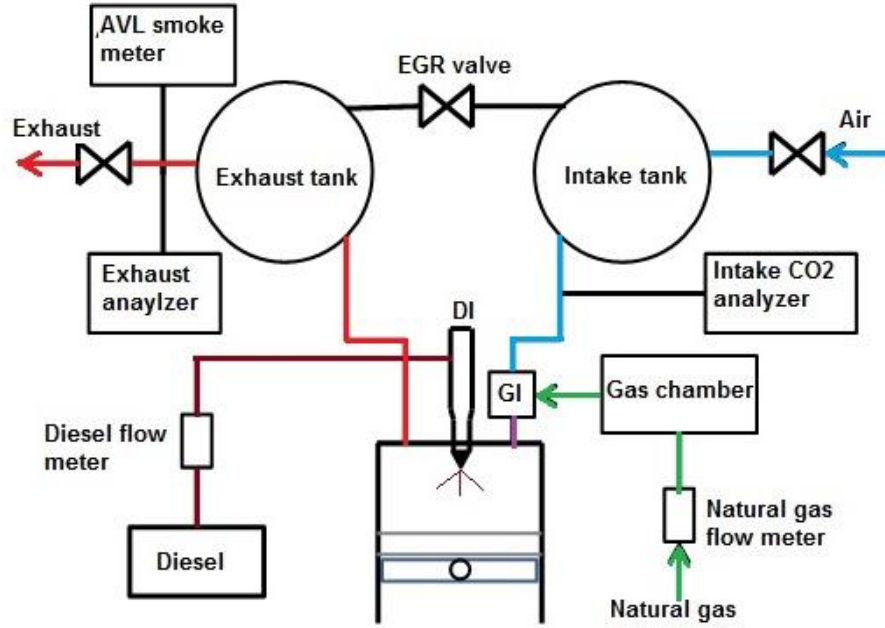 AVL smoke
meter
EGR valve
Exhaust
Air
Exhaust tank
Intake tank
Exhaust
anaylzer
Intake CO2
analyzer
DI
GI
Gas chamber
Diesel flow
meter
Natural gas
flow meter
Diesel
Natural gas